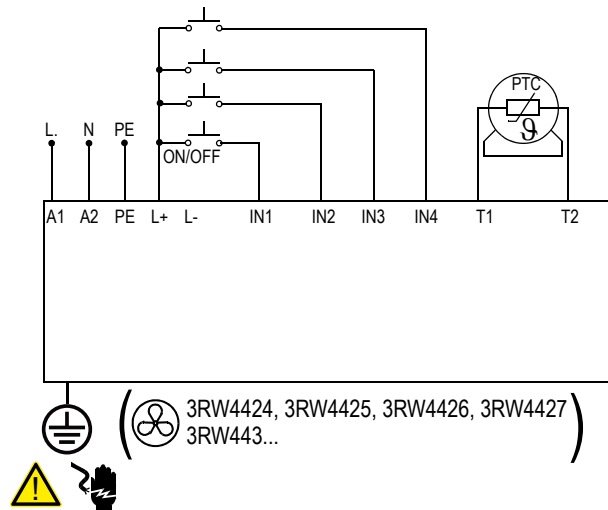 PTC
ϑ
L. N PE
ON/OFF
A1 A2 PE L+ L- IN1 IN2 IN3 IN4 T1 T2
3RW4424, 3RW4425, 3RW4426, 3RW4427
3RW443...